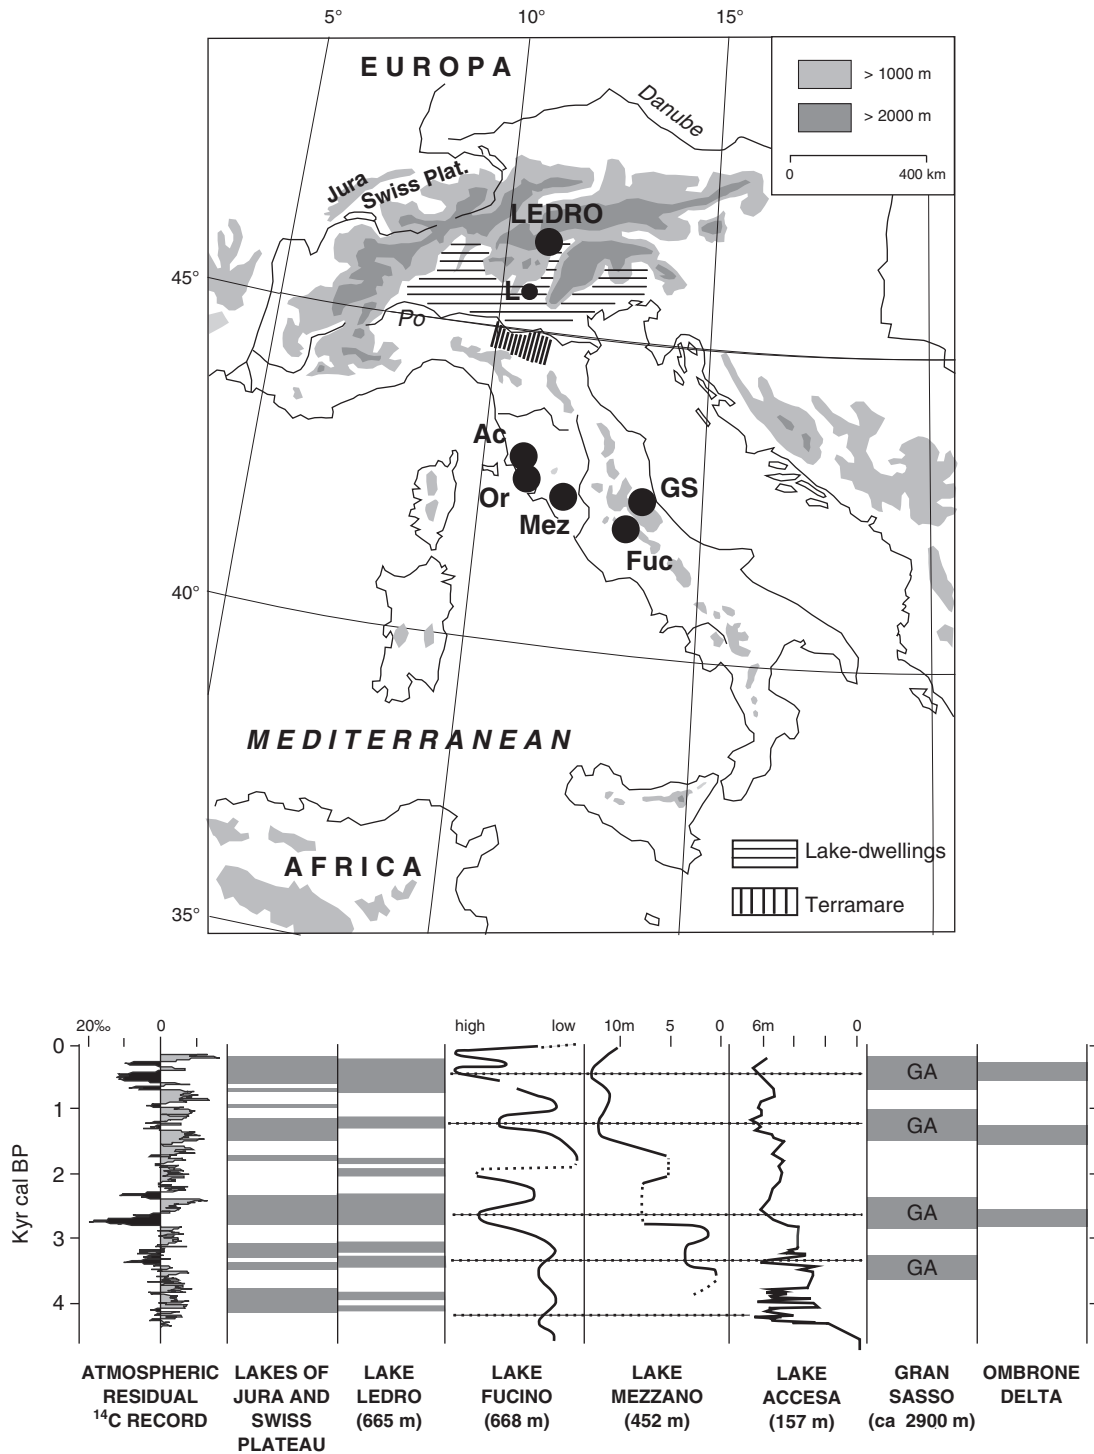 5° 10° 15°
EUROPA
> 1000 m
> 2000 m
0 400 km
Danube
Jura
Swiss Plat.
LEDRO
45°
L
Po
Ac
Or
Mez
GS
Fuc
40°
MEDITERRANEAN
AFRICA
Lake-dwellings
Terramare
35°
20‰ 0 high low 10m 5 0 6m 0
0
1
2
3
4
Kyr cal BP
GA
GA
GA
GA
ATMOSPHERIC
RESIDUAL
14C RECORD
LAKES OF
JURA AND
SWISS
PLATEAU
LAKE
LEDRO
(665 m)
LAKE
FUCINO
(668 m)
LAKE
MEZZANO
(452 m)
LAKE
ACCESA
(157 m)
GRAN
SASSO
(ca 2900 m)
OMBRONE
DELTA